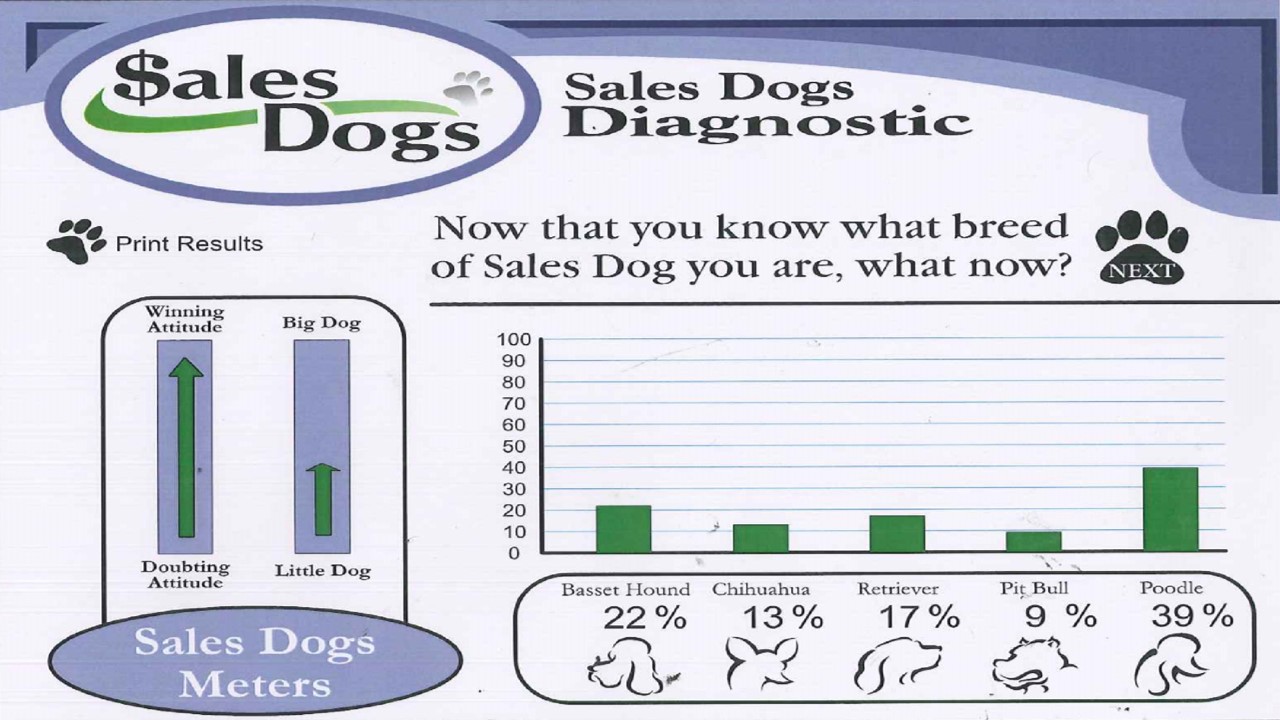 $ales
Dogs
Sales Dogs
Diagnostic
Print Results
Now that you know what breed
of Sales Dog you are, what now?
NEXT
Winning
Attitude
Big Dog
Doubting
Attitude
Little Dog
Sales Dogs
Meters
100
90
80
70
60
50
40
30
20
10
0
Basset Hound Chihuahua Retriever Pit Bull Poodle
22 % 13 % 17 % 9 % 39 %